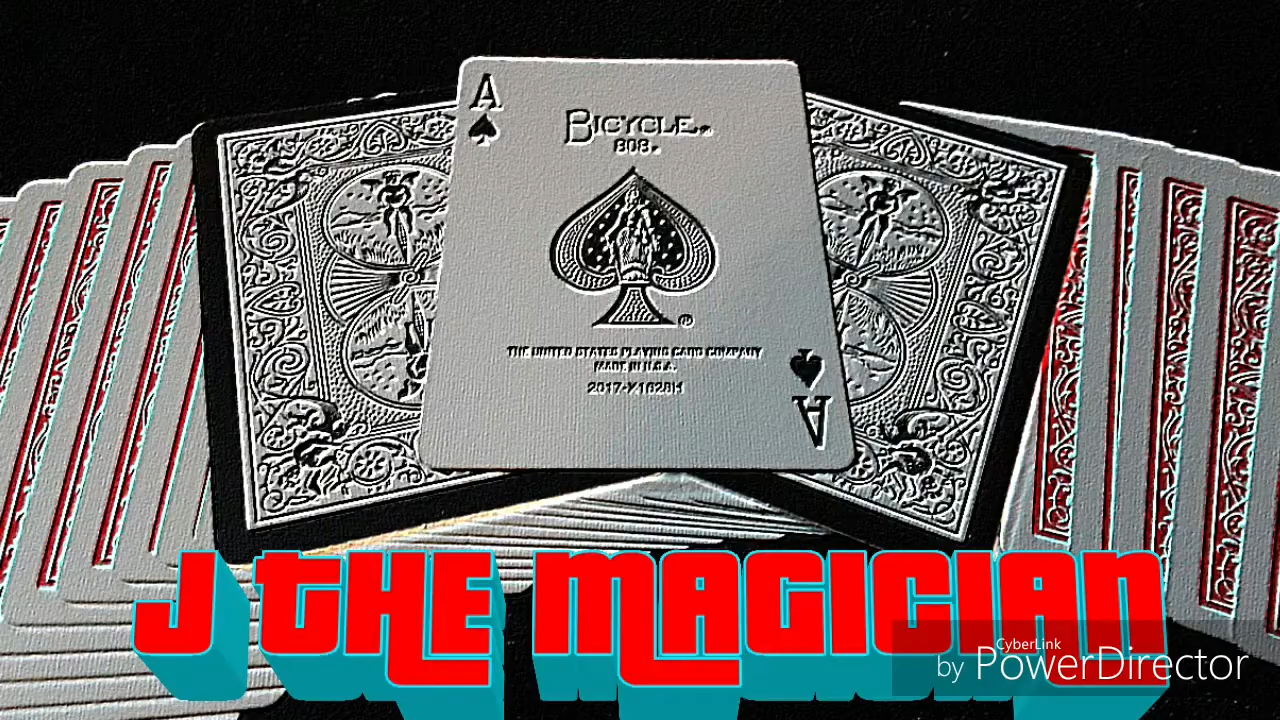 A
BICYCLE®
808®
®
THE UNITED STATES PLAYING CARD COMPANY
MADE IN U.S.A.
2017-X1628H
A
J THE MAGICIAN
CyberLink
by PowerDirector